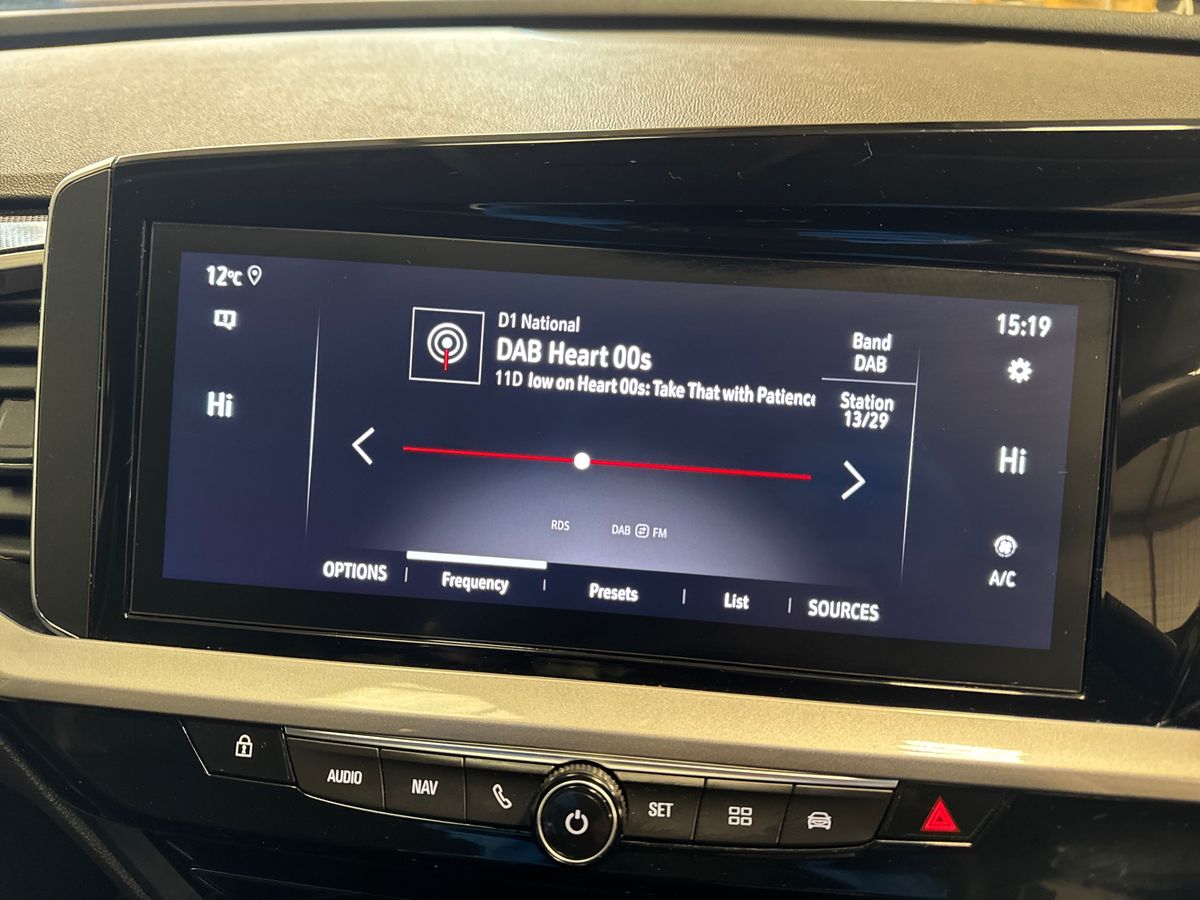 12°C
15:19
D1 National
DAB Heart 00s
11D low on Heart 00s: Take That with Patience
Band
DAB
Station
13/29
Hi
Hi
RDS
DAB FM
A/C
OPTIONS
Frequency
Presets
List
SOURCES
AUDIO
NAV
SET